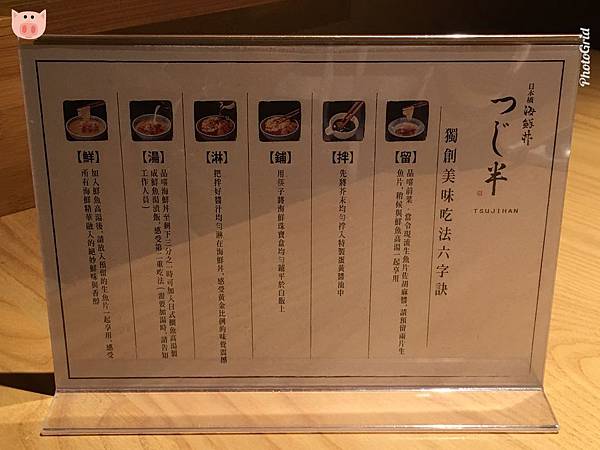 PhotoGrid
日本橋 海鮮丼
つじ半
TSUJIHAN
獨創美味吃法六字訣
【留】
品嚐前菜，當令現流生魚片佐胡麻醬，請預留兩片生
魚片，稍候與鮮魚高湯一起享用
【拌】
先將芥末均勻拌入特製蛋黃醬油中
【鋪】
用筷子將海鮮珠寶盒均勻鋪平於白飯上
【淋】
把拌好醬汁均勻淋在海鮮丼，感受黃金比例的味覺震撼
【湯】
品嚐海鮮丼至剩下三分之一時可加入日式鯛魚高湯製
成鮮魚湯漬飯，感受第二重吃法(需要加湯時，請告知
工作人員)
【鮮】
加入鮮魚高湯後，請放入預留的生魚片一起享用，感受
所有海鮮精華融入的絕妙鮮味與香醇